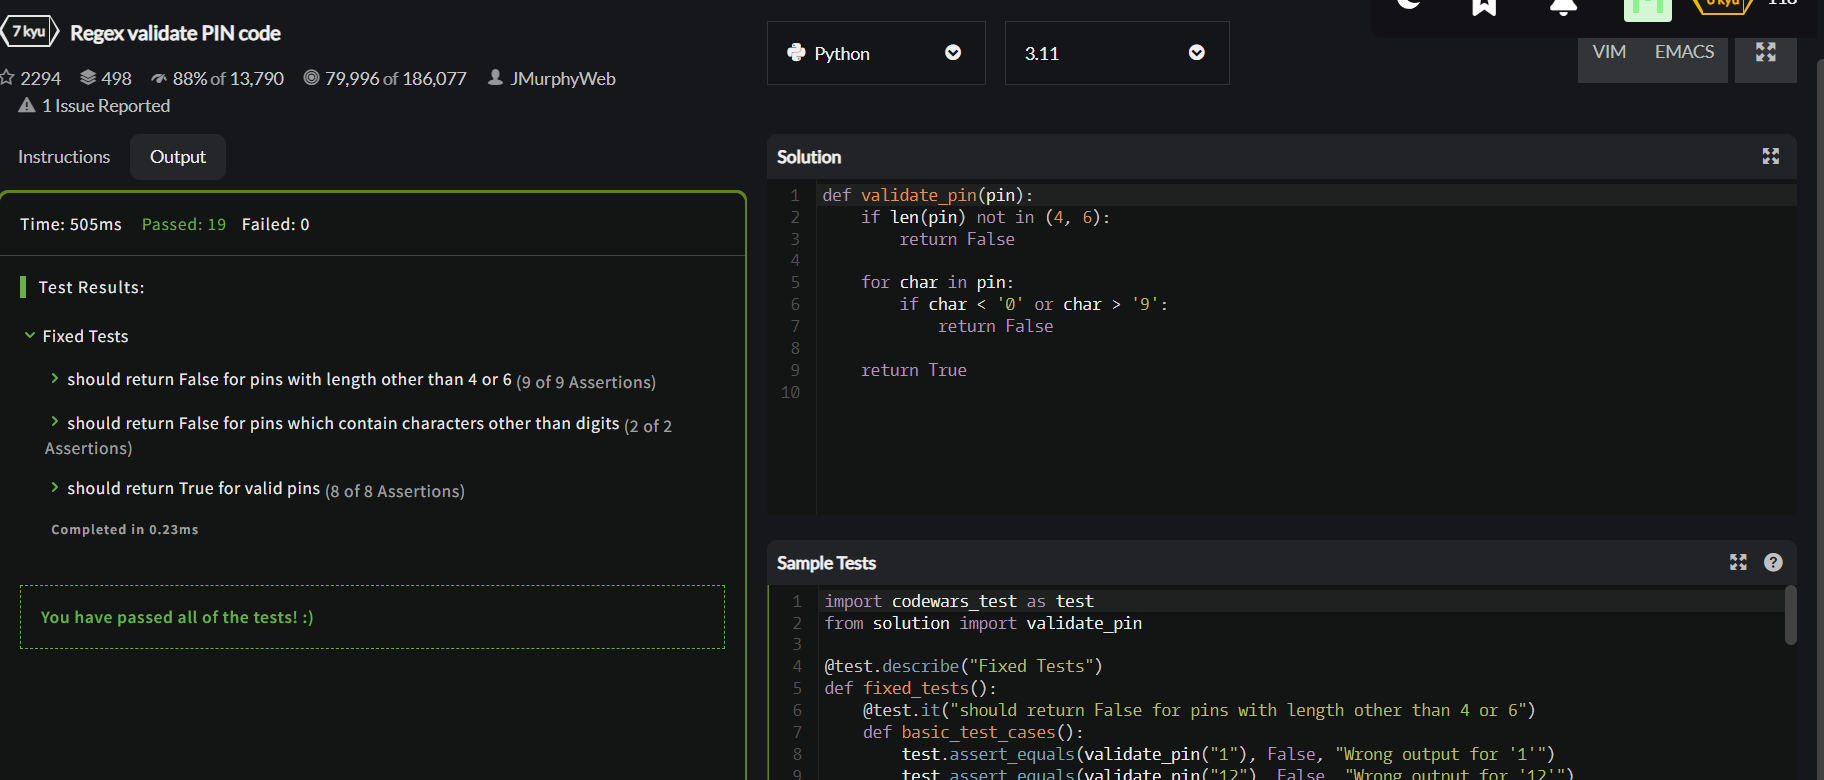 7 kyu Regex validate PIN code
2294 498 88% of 13,790 79,996 of 186,077 JMurphyWeb
1 Issue Reported
Instructions Output
Time: 505ms Passed: 19 Failed: 0
Test Results:
Fixed Tests
should return False for pins with length other than 4 or 6 (9 of 9 Assertions)
should return False for pins which contain characters other than digits (2 of 2
Assertions)
should return True for valid pins (8 of 8 Assertions)
Completed in 0.23ms
You have passed all of the tests! :)
Python 3.11
VIM EMACS
Solution
1 def validate_pin(pin):
2     if len(pin) not in (4, 6):
3         return False
4
5     for char in pin:
6         if char < '0' or char > '9':
7             return False
8
9     return True
10
Sample Tests
1 import codewars_test as test
2 from solution import validate_pin
3
4 @test.describe("Fixed Tests")
5 def fixed_tests():
6     @test.it("should return False for pins with length other than 4 or 6")
7     def basic_test_cases():
8         test.assert_equals(validate_pin("1"), False, "Wrong output for '1'")
9         test.assert_equals(validate_pin("12"), False, "Wrong output for '12'")